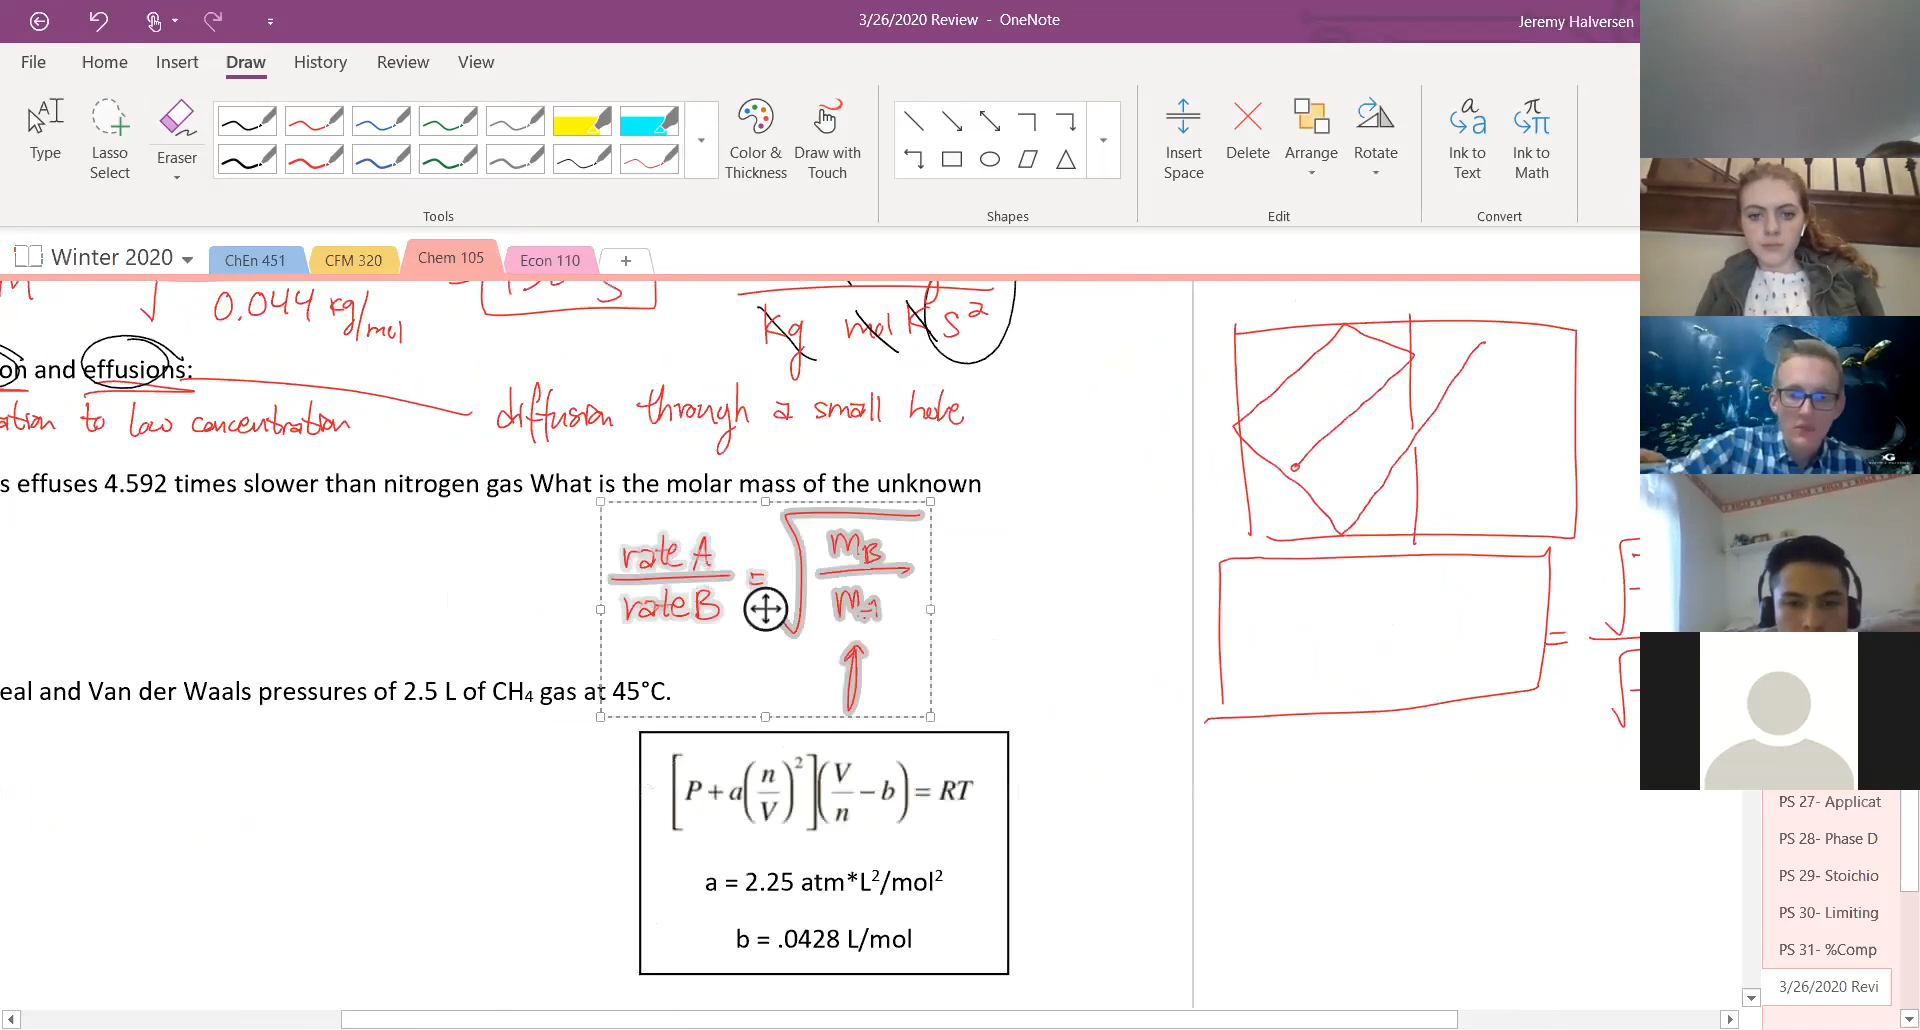 3/26/2020 Review - OneNote
Jeremy Halversen
File Home Insert Draw History Review View
Type
Lasso Select
Eraser
Color & Thickness
Draw with Touch
Insert Space
Delete
Arrange
Rotate
Ink to Text
Ink to Math
Tools
Shapes
Edit
Convert
Winter 2020
ChEn 451
CFM 320
Chem 105
Econ 110
+
0.044 kg/mol
kg mol K s²
on and effusions:
ation to low concentration
diffusion through a small hole
s effuses 4.592 times slower than nitrogen gas What is the molar mass of the unknown
rate A / rate B = √ mB / m
eal and Van der Waals pressures of 2.5 L of CH₄ gas at 45°C.
[P + a(n/V)²](V/n − b) = RT
a = 2.25 atm*L²/mol²
b = .0428 L/mol
=
PS 27- Applicat
PS 28- Phase D
PS 29- Stoichio
PS 30- Limiting
PS 31- %Comp
3/26/2020 Revi